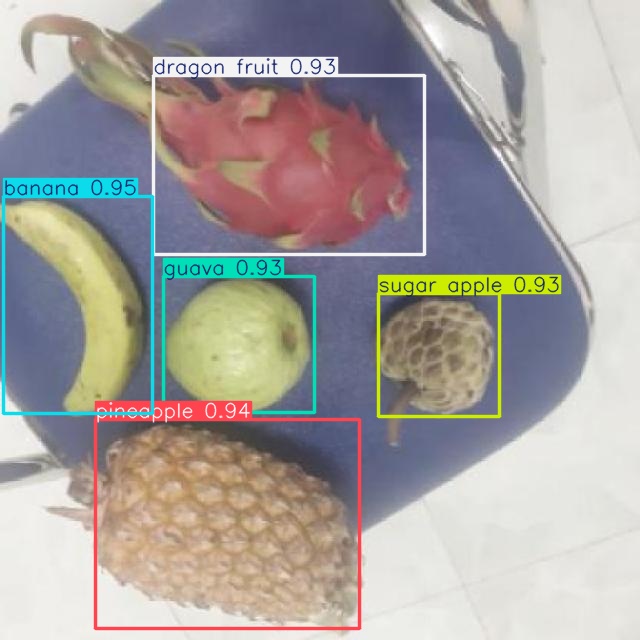 dragon fruit 0.93
banana 0.95
guava 0.93
sugar apple 0.93
pineapple 0.94